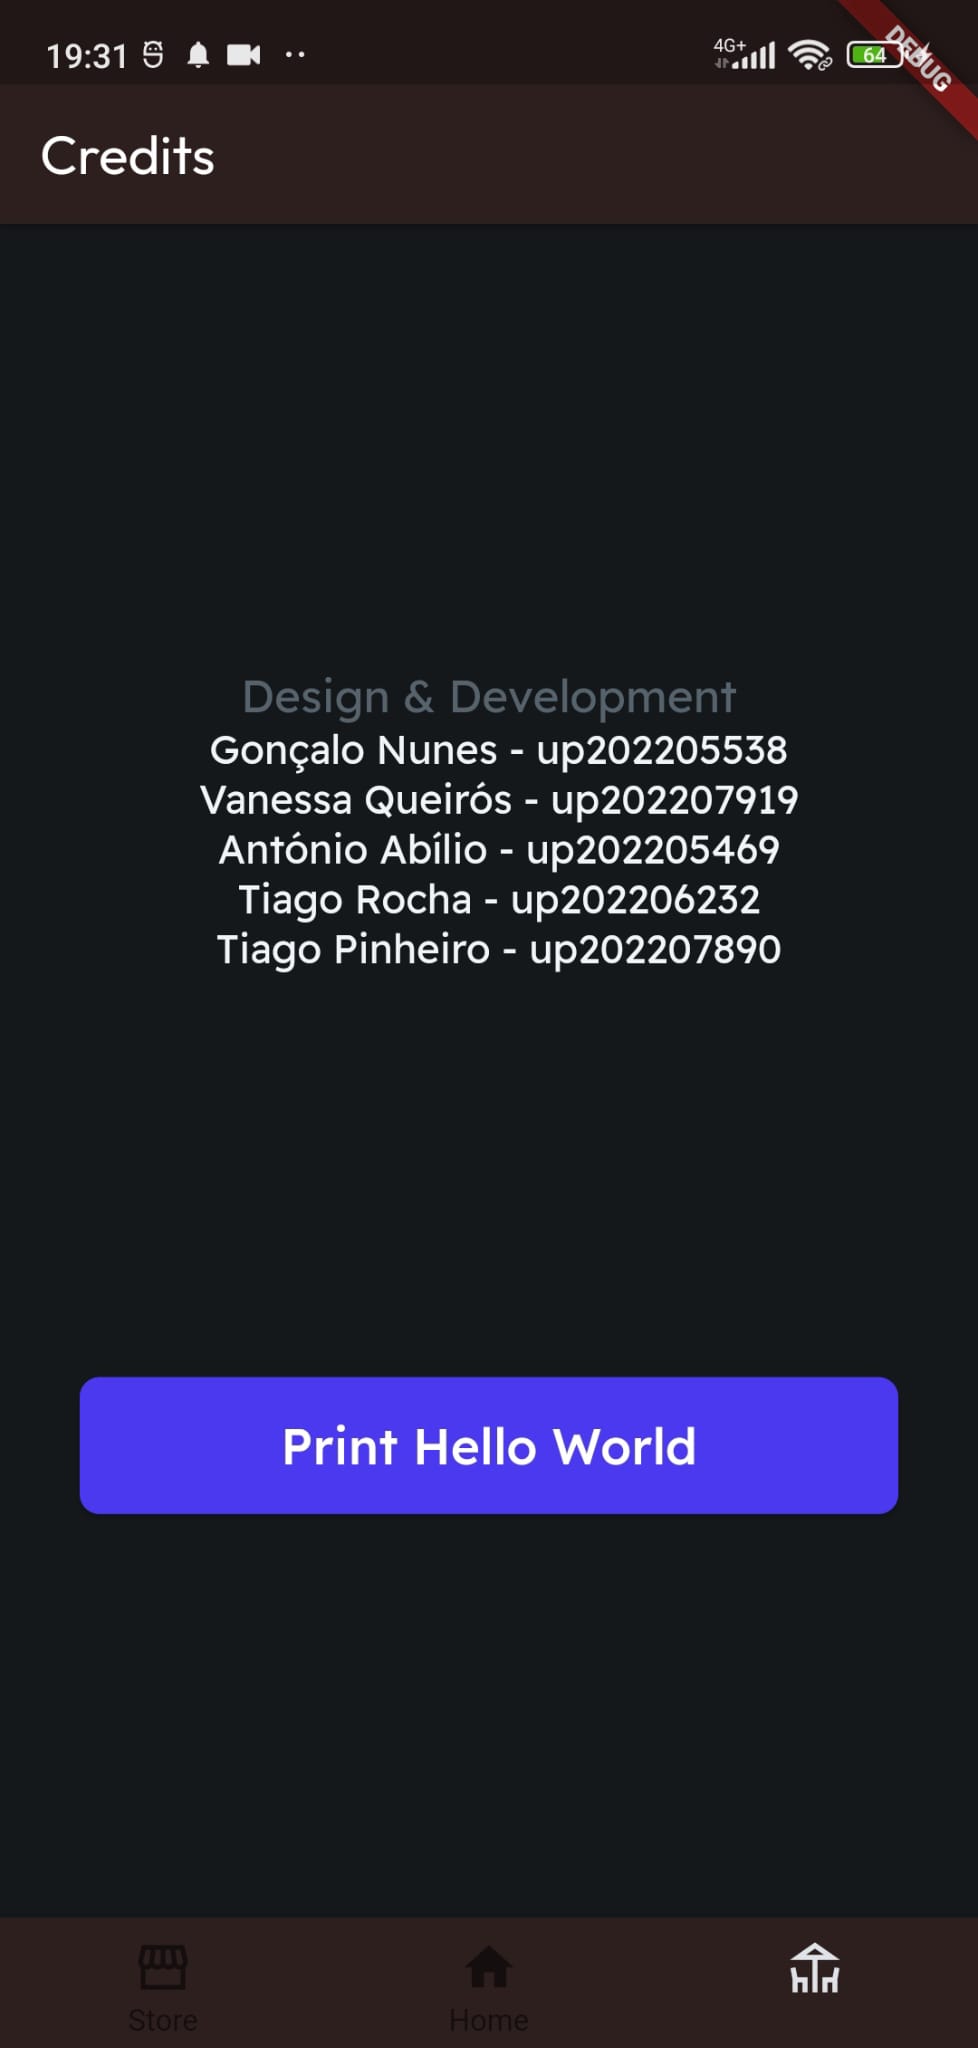 19:31
4G+
64
DEBUG
Credits
Design & Development
Gonçalo Nunes - up202205538
Vanessa Queirós - up202207919
António Abílio - up202205469
Tiago Rocha - up202206232
Tiago Pinheiro - up202207890
Print Hello World
Store
Home